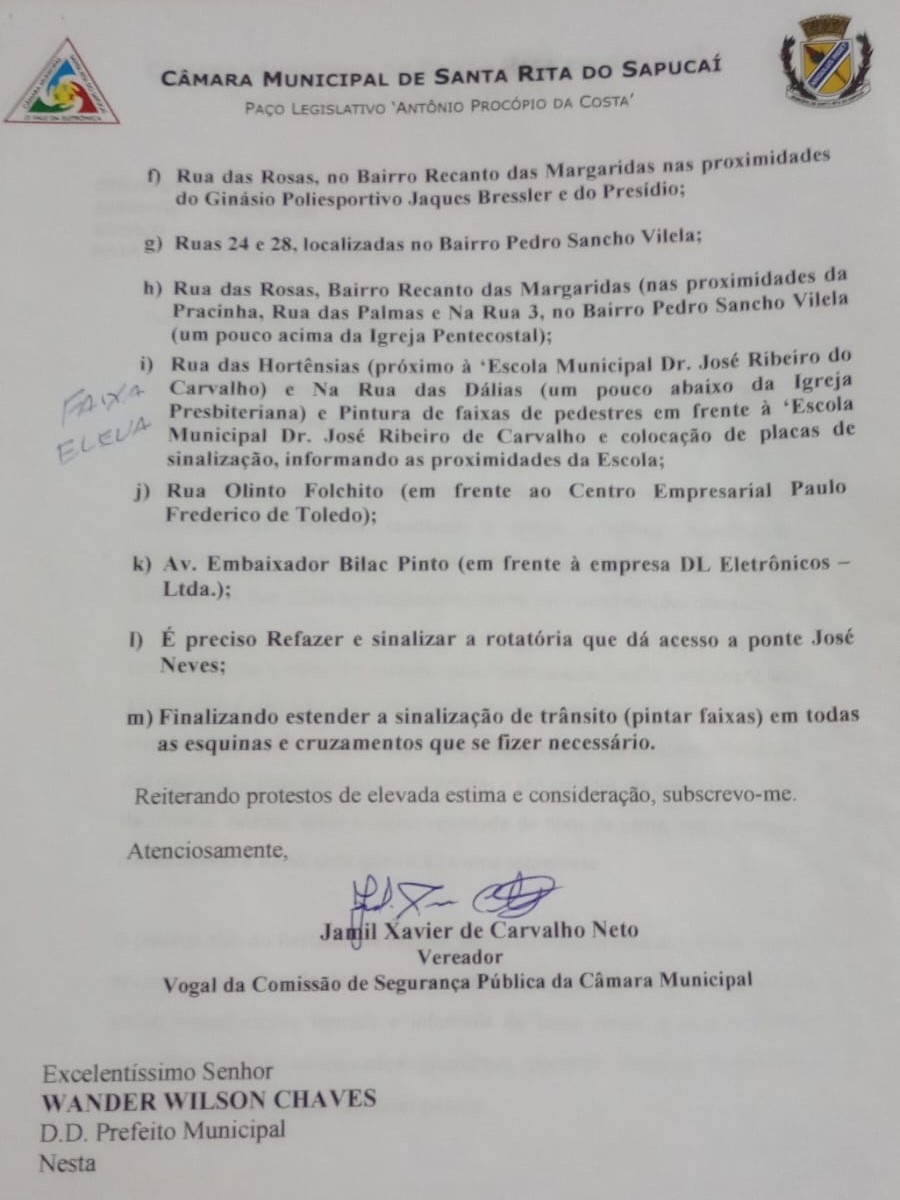 CÂMARA MUNICIPAL DE SANTA RITA DO SAPUCAÍ
PAÇO LEGISLATIVO 'ANTÔNIO PROCÓPIO DA COSTA'
f) Rua das Rosas, no Bairro Recanto das Margaridas nas proximidades
do Ginásio Poliesportivo Jaques Bressler e do Presídio;
g) Ruas 24 e 28, localizadas no Bairro Pedro Sancho Vilela;
h) Rua das Rosas, Bairro Recanto das Margaridas (nas proximidades da
Pracinha, Rua das Palmas e Na Rua 3, no Bairro Pedro Sancho Vilela
(um pouco acima da Igreja Pentecostal);
i) Rua das Hortênsias (próximo à 'Escola Municipal Dr. José Ribeiro do
Carvalho) e Na Rua das Dálias (um pouco abaixo da Igreja
Presbiteriana) e Pintura de faixas de pedestres em frente à 'Escola
Municipal Dr. José Ribeiro de Carvalho e colocação de placas de
sinalização, informando as proximidades da Escola;
FAIXA
ELEVA
j) Rua Olinto Folchito (em frente ao Centro Empresarial Paulo
Frederico de Toledo);
k) Av. Embaixador Bilac Pinto (em frente à empresa DL Eletrônicos –
Ltda.);
l) É preciso Refazer e sinalizar a rotatória que dá acesso a ponte José
Neves;
m) Finalizando estender a sinalização de trânsito (pintar faixas) em todas
as esquinas e cruzamentos que se fizer necessário.
Reiterando protestos de elevada estima e consideração, subscrevo-me.
Atenciosamente,
Jamil Xavier de Carvalho Neto
Vereador
Vogal da Comissão de Segurança Pública da Câmara Municipal
Excelentíssimo Senhor
WANDER WILSON CHAVES
D.D. Prefeito Municipal
Nesta